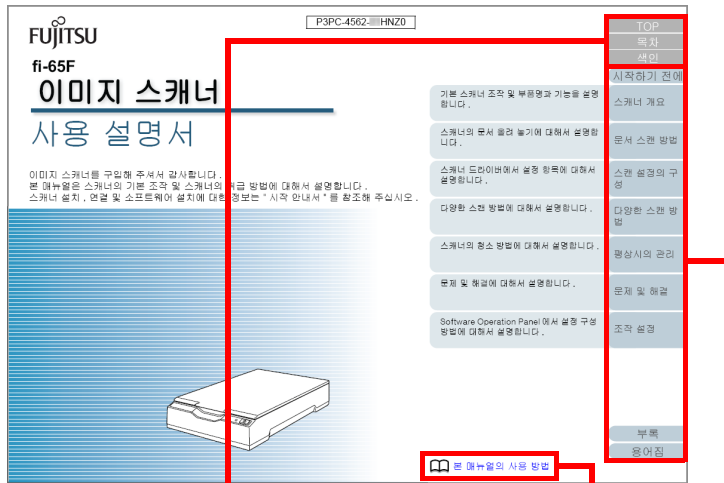 FUJITSU
P3PC-4562- HNZ0
fi-65F
이미지 스캐너
사용 설명서
이미지 스캐너를 구입해 주셔서 감사합니다 .
본 매뉴얼은 스캐너의 기본 조작 및 스캐너의 취급 방법에 대해서 설명합니다 .
스캐너 설치 , 연결 및 소프트웨어 설치에 대한 정보는 " 시작 안내서 " 를 참조해 주십시오 .
TOP
목차
색인
시작하기 전에
기본 스캐너 조작 및 부품명과 기능을 설명
합니다 .
스캐너 개요
스캐너의 문서 올려 놓기에 대해서 설명합
니다 .
문서 스캔 방법
스캐너 드라이버에서 설정 항목에 대해서
설명합니다 .
스캔 설정의 구
성
다양한 스캔 방법에 대해서 설명합니다 .
다양한 스캔 방
법
스캐너의 청소 방법에 대해서 설명합니다 .
평상시의 관리
문제 및 해결에 대해서 설명합니다 .
문제 및 해결
Software Operation Panel 에서 설정 구성
방법에 대해서 설명합니다 .
조작 설정
부록
용어집
본 매뉴얼의 사용 방법